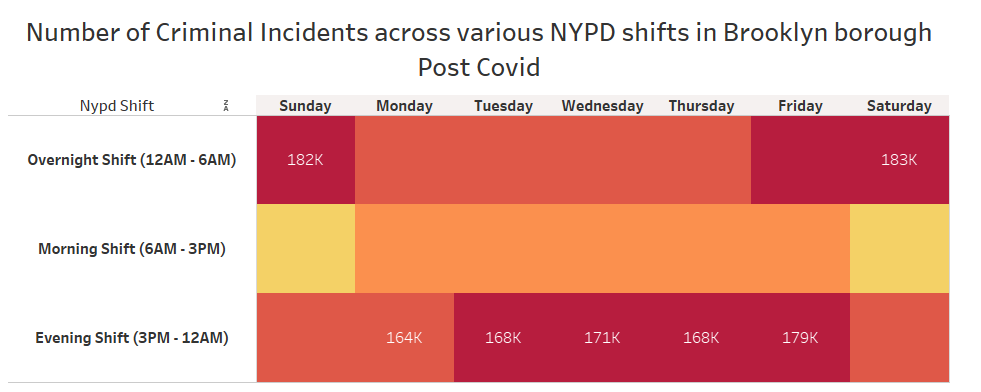 Number of Criminal Incidents across various NYPD shifts in Brooklyn borough
Post Covid
Nypd Shift Z A Sunday Monday Tuesday Wednesday Thursday Friday Saturday
Overnight Shift (12AM - 6AM) 182K 183K
Morning Shift (6AM - 3PM)
Evening Shift (3PM - 12AM) 164K 168K 171K 168K 179K